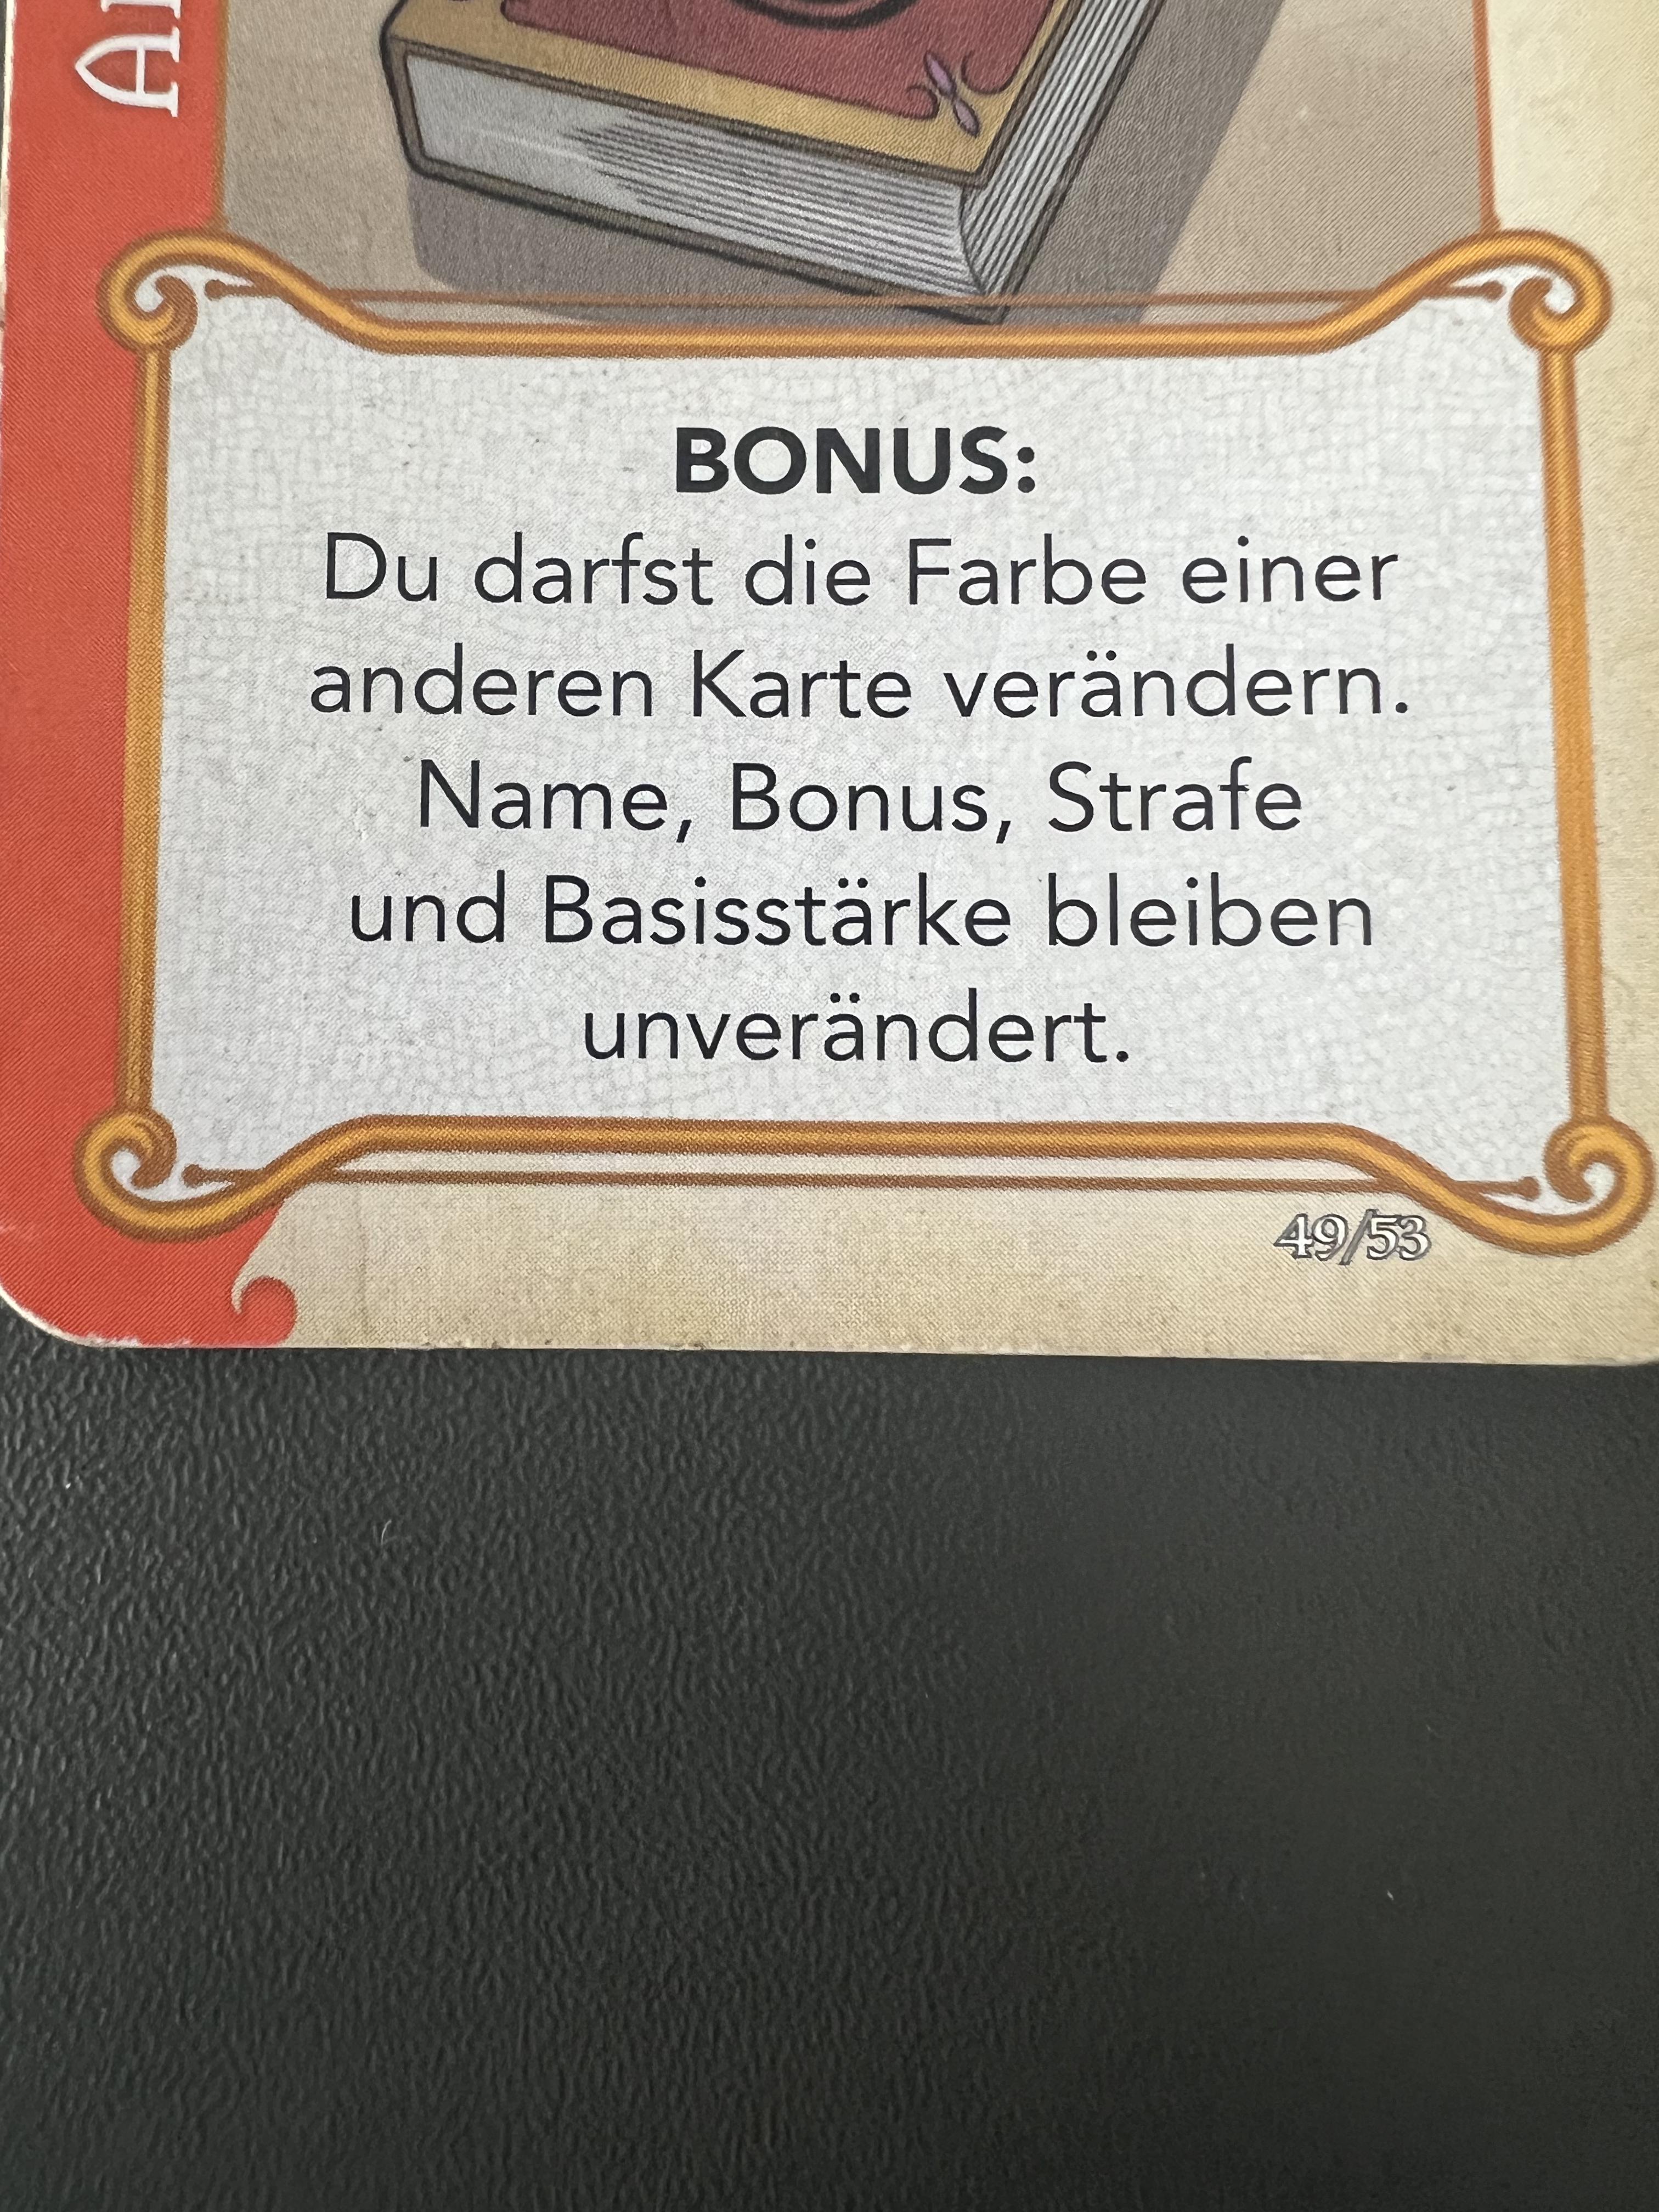 BONUS:
Du darfst die Farbe einer
anderen Karte verändern.
Name, Bonus, Strafe
und Basisstärke bleiben
unverändert.
49/53